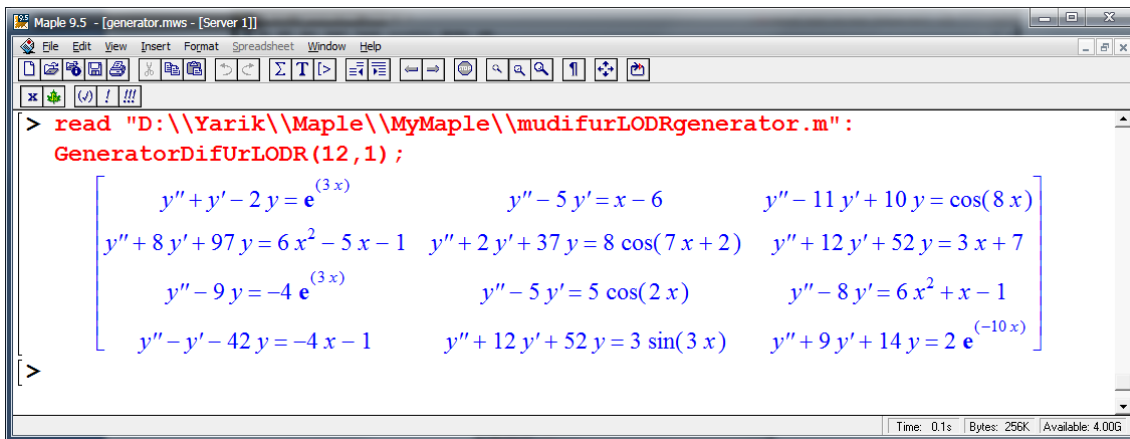 Maple 9.5 - [generator.mws - [Server 1]]
File Edit View Insert Format Spreadsheet Window Help
> read "D:\\Yarik\\Maple\\MyMaple\\mudifurLODRgenerator.m":
GeneratorDifUrLODR(12,1);
y'' + y' − 2 y = e^(3 x) y'' − 5 y' = x − 6 y'' − 11 y' + 10 y = cos(8 x)
y'' + 8 y' + 97 y = 6 x² − 5 x − 1 y'' + 2 y' + 37 y = 8 cos(7 x + 2) y'' + 12 y' + 52 y = 3 x + 7
y'' − 9 y = −4 e^(3 x) y'' − 5 y' = 5 cos(2 x) y'' − 8 y' = 6 x² + x − 1
y'' − y' − 42 y = −4 x − 1 y'' + 12 y' + 52 y = 3 sin(3 x) y'' + 9 y' + 14 y = 2 e^(−10 x)
>
Time: 0.1s Bytes: 256K Available: 4.00G